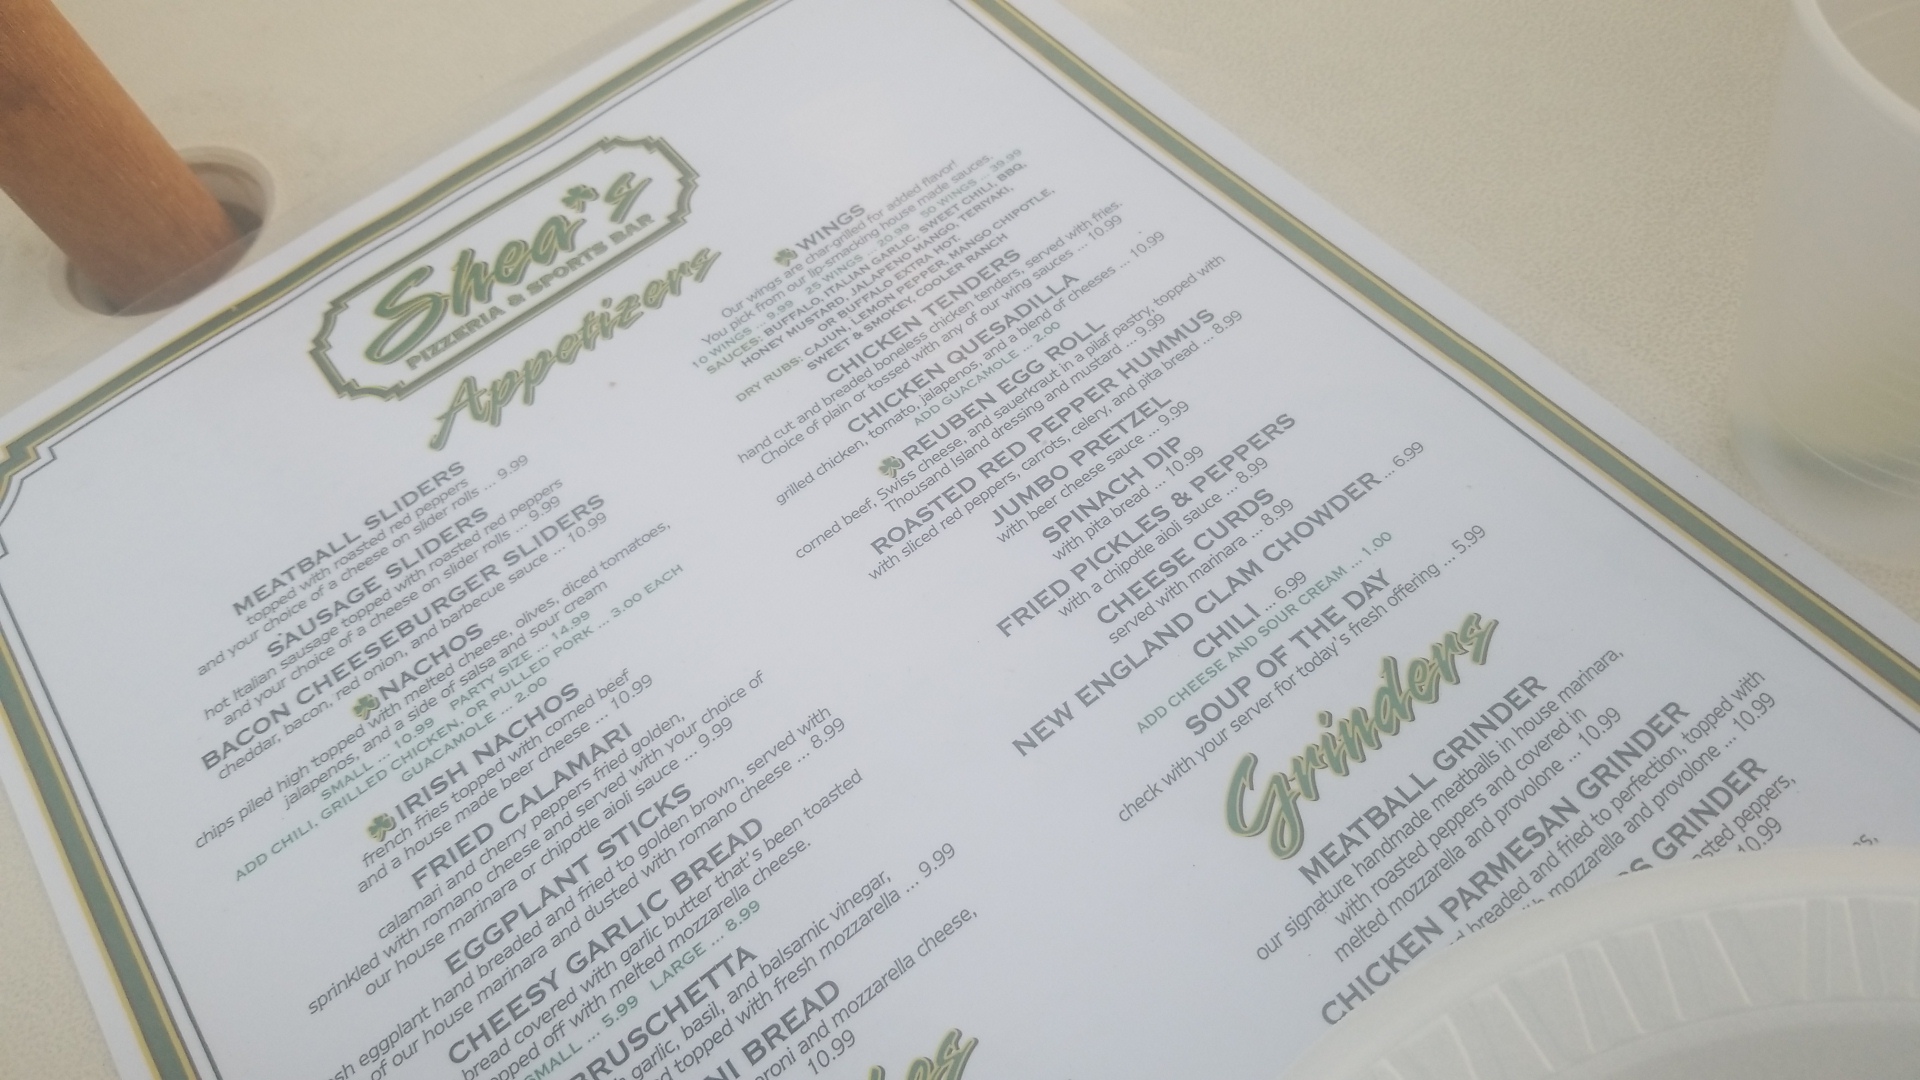 Shea's
PIZZERIA & SPORTS BAR
Appetizers
MEATBALL SLIDERS
topped with roasted red peppers
and your choice of a cheese on slider rolls ... 9.99
SAUSAGE SLIDERS
hot Italian sausage topped with roasted red peppers
and your choice of a cheese on slider rolls ... 9.99
BACON CHEESEBURGER SLIDERS
cheddar, bacon, red onion, and barbecue sauce ... 10.99
NACHOS
chips piled high topped with melted cheese, olives, diced tomatoes,
jalapenos, and a side of salsa and sour cream
SMALL ... 10.99 PARTY SIZE ... 14.99
ADD CHILI, GRILLED CHICKEN, OR PULLED PORK ... 3.00 EACH
GUACAMOLE ... 2.00
IRISH NACHOS
french fries topped with corned beef
and a house made beer cheese ... 10.99
FRIED CALAMARI
calamari and cherry peppers fried golden,
sprinkled with romano cheese and served with your choice of
our house marinara or chipotle aioli sauce ... 9.99
EGGPLANT STICKS
eggplant hand breaded and fried to golden brown, served with
of our house marinara and dusted with romano cheese ... 8.99
CHEESY GARLIC BREAD
bread covered with garlic butter that's been toasted
off with melted mozzarella cheese.
SMALL ... 5.99 LARGE ... 8.99
BRUSCHETTA
garlic, basil, and balsamic vinegar,
topped with fresh mozzarella ... 9.99
BREAD
and mozzarella cheese,
10.99
WINGS
Our wings are char-grilled for added flavor!
You pick from our lip-smacking house made sauces.
10 WINGS ... 9.99 25 WINGS ... 20.99 50 WINGS ... 39.99
SAUCES: BUFFALO, ITALIAN GARLIC, SWEET CHILI, BBQ,
HONEY MUSTARD, JALAPENO MANGO, TERIYAKI,
OR BUFFALO EXTRA HOT.
DRY RUBS: CAJUN, LEMON PEPPER, MANGO CHIPOTLE,
SWEET & SMOKEY, COOLER RANCH
CHICKEN TENDERS
hand cut and breaded boneless chicken tenders, served with fries.
Choice of plain or tossed with any of our wing sauces ... 10.99
CHICKEN QUESADILLA
grilled chicken, tomato, jalapenos, and a blend of cheeses ... 10.99
ADD GUACAMOLE ... 2.00
REUBEN EGG ROLL
corned beef, Swiss cheese, and sauerkraut in a pilaf pastry, topped with
Thousand Island dressing and mustard ... 9.99
ROASTED RED PEPPER HUMMUS
with sliced red peppers, carrots, celery, and pita bread ... 8.99
JUMBO PRETZEL
with beer cheese sauce ... 9.99
SPINACH DIP
with pita bread ... 10.99
FRIED PICKLES & PEPPERS
with a chipotle aioli sauce ... 8.99
CHEESE CURDS
served with marinara ... 8.99
NEW ENGLAND CLAM CHOWDER ... 6.99
CHILI ... 6.99
ADD CHEESE AND SOUR CREAM ... 1.00
SOUP OF THE DAY
check with your server for today's fresh offering ... 5.99
Grinders
MEATBALL GRINDER
our signature handmade meatballs in house marinara,
with roasted peppers and covered in
melted mozzarella and provolone ... 10.99
CHICKEN PARMESAN GRINDER
breaded and fried to perfection, topped with
mozzarella and provolone ... 10.99
GRINDER
peppers,
10.99